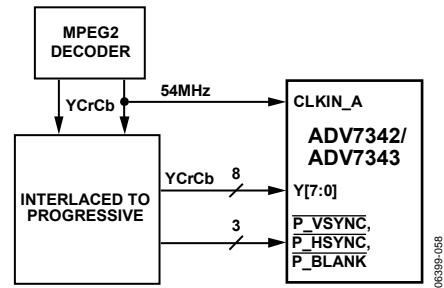 MPEG2
DECODER
YCrCb
54MHz
CLKIN_A
ADV7342/
ADV7343
INTERLACED TO
PROGRESSIVE
YCrCb
8
Y[7:0]
3
P_VSYNC,
P_HSYNC,
P_BLANK
06399-058